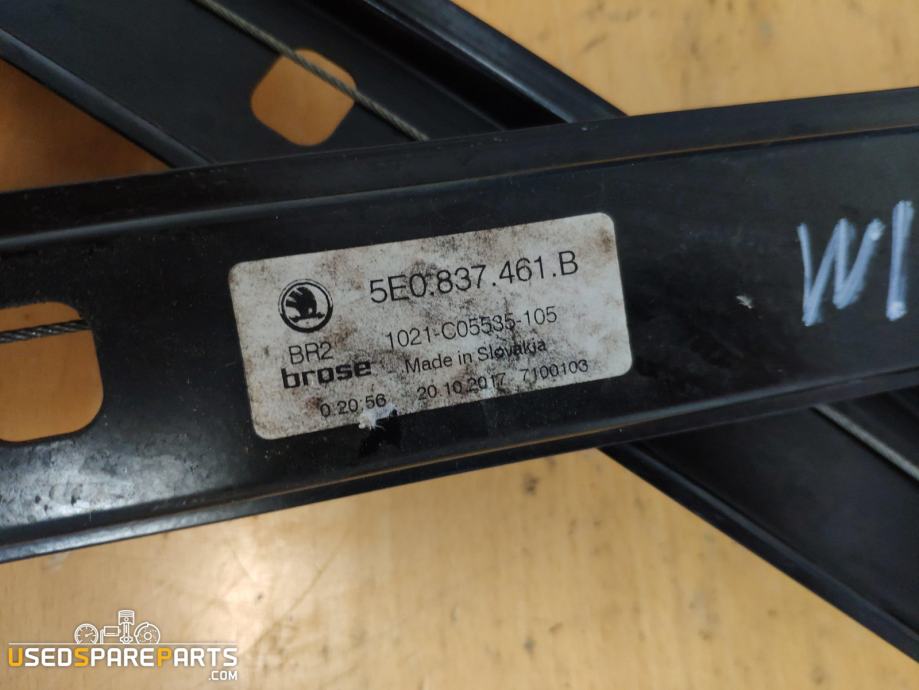 5E0.837.461.B
1021-C05535-105
BR2
Made in Slovakia
brose
0:20:56 20.10.2017 7100103
USEDSPAREPARTS
.COM